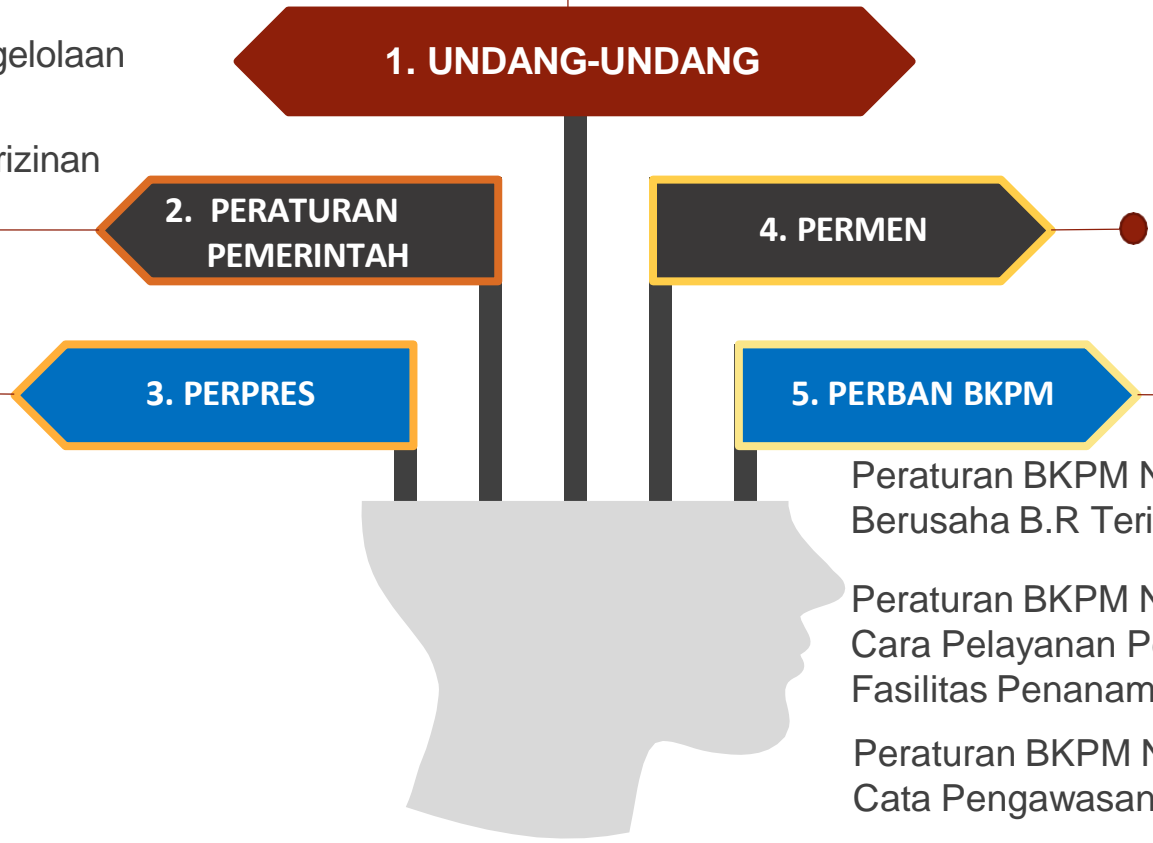 gelolaan
1. UNDANG-UNDANG
rizinan
2. PERATURAN
PEMERINTAH
4. PERMEN
3. PERPRES
5. PERBAN BKPM
Peraturan BKPM
Berusaha B.R Teri
Peraturan BKPM
Cara Pelayanan P
Fasilitas Penanam
Peraturan BKPM
Cata Pengawasan